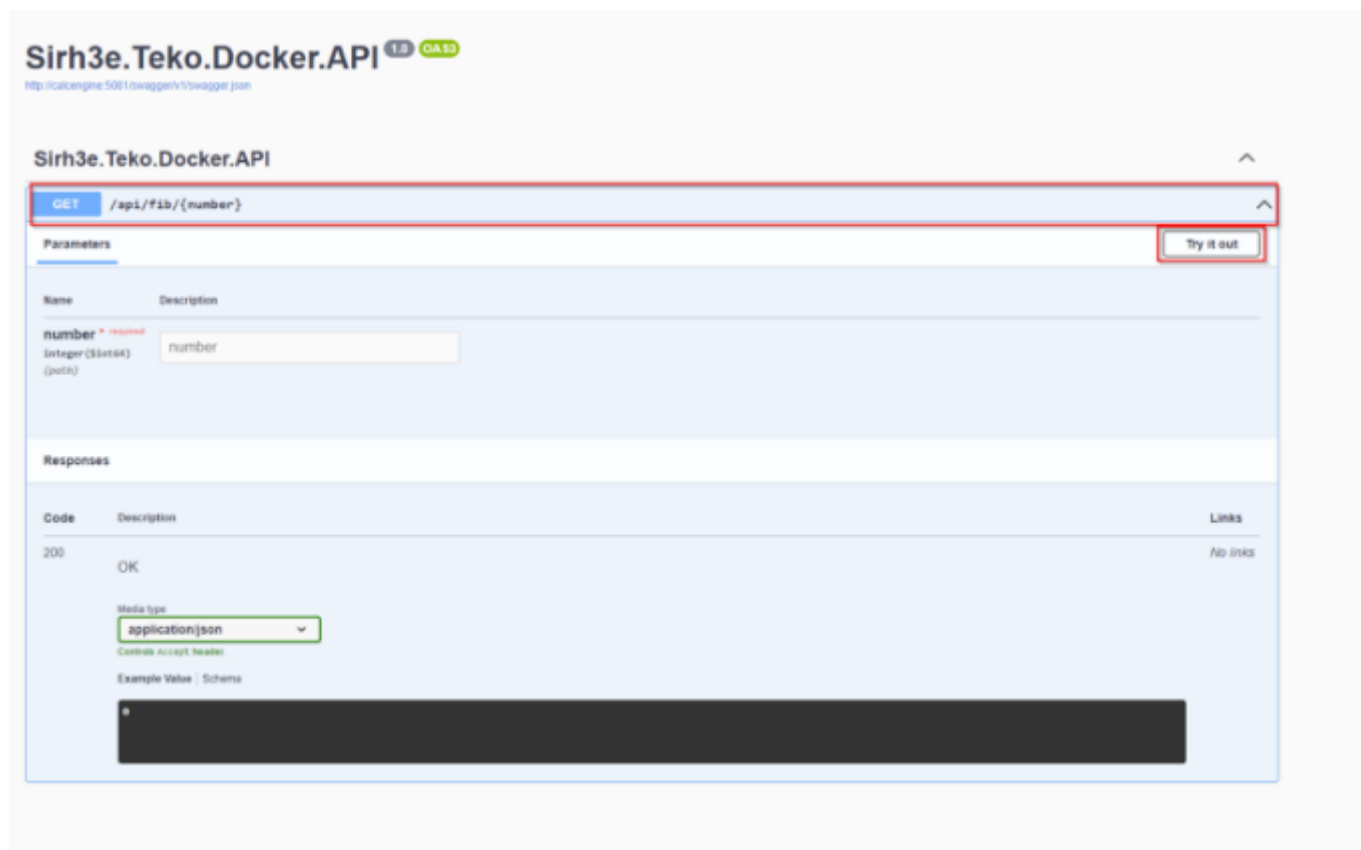 Sirh3e.Teko.Docker.API 1.0 OAS3
http://calcengine:5081/swagger/v1/swagger.json
Sirh3e.Teko.Docker.API
GET /api/fib/{number}
Parameters
Try it out
Name Description
number * required
integer($int64)
(path)
number
Responses
Code Description Links
200 OK No links
Media type
application/json
Controls Accept header.
Example Value | Schema
0